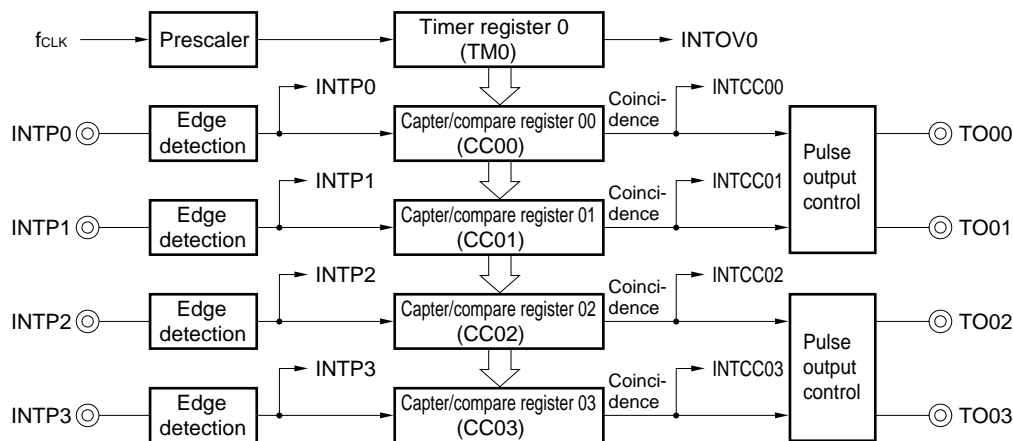 fCLK
Prescaler
Timer register 0
(TM0)
INTOV0
INTP0
Edge
detection
INTP0
Capter/compare register 00
(CC00)
Coinci-
dence
INTCC00
INTP1
Edge
detection
INTP1
Capter/compare register 01
(CC01)
Coinci-
dence
INTCC01
Pulse
output
control
TO00
TO01
INTP2
Edge
detection
INTP2
Capter/compare register 02
(CC02)
Coinci-
dence
INTCC02
INTP3
Edge
detection
INTP3
Capter/compare register 03
(CC03)
Coinci-
dence
INTCC03
Pulse
output
control
TO02
TO03